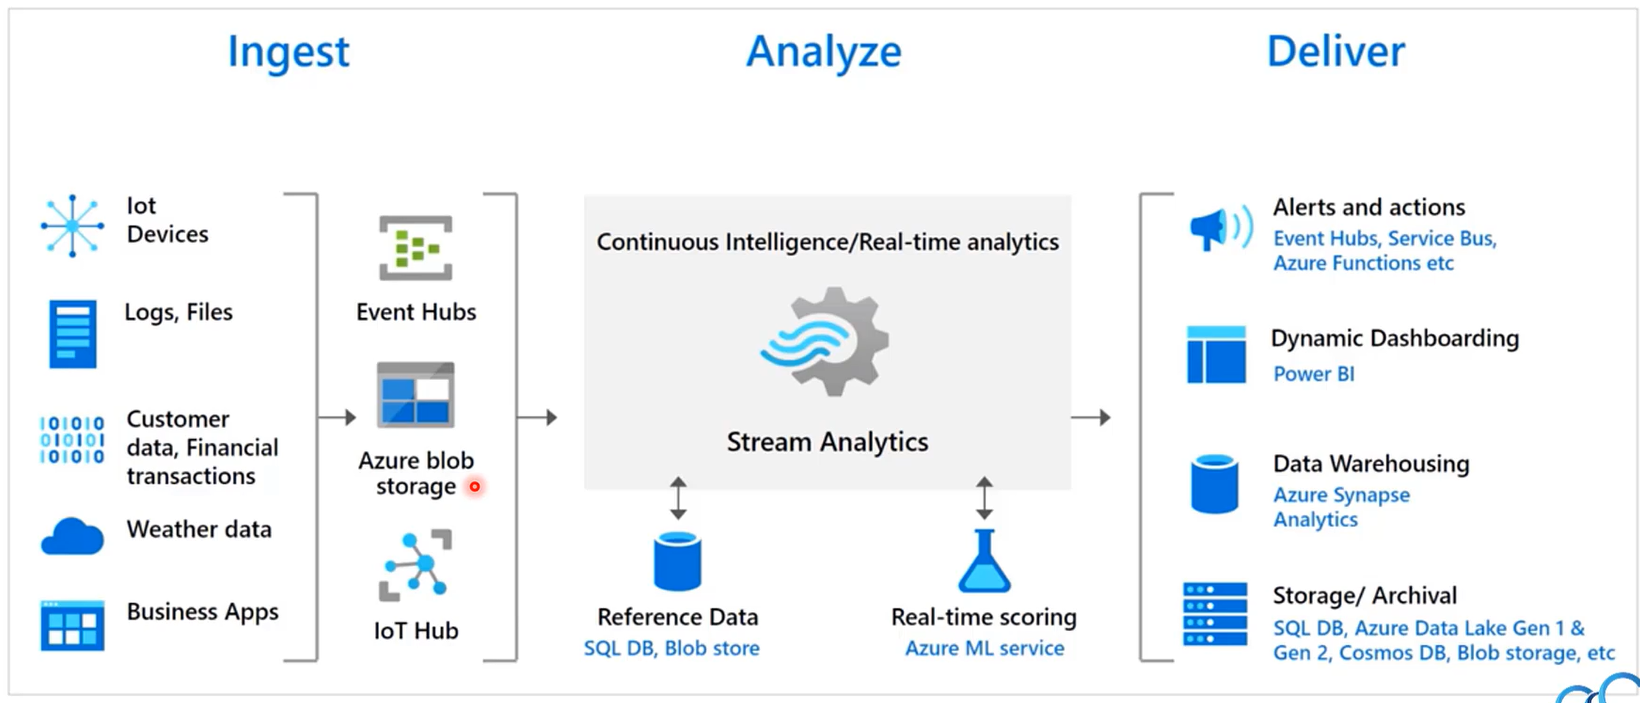 Ingest
Analyze
Deliver
Iot
Devices
Logs, Files
Customer
data, Financial
transactions
Weather data
Business Apps
Event Hubs
Azure blob
storage
IoT Hub
Continuous Intelligence/Real-time analytics
Stream Analytics
Reference Data
SQL DB, Blob store
Real-time scoring
Azure ML service
Alerts and actions
Event Hubs, Service Bus,
Azure Functions etc
Dynamic Dashboarding
Power BI
Data Warehousing
Azure Synapse
Analytics
Storage/ Archival
SQL DB, Azure Data Lake Gen 1 &
Gen 2, Cosmos DB, Blob storage, etc